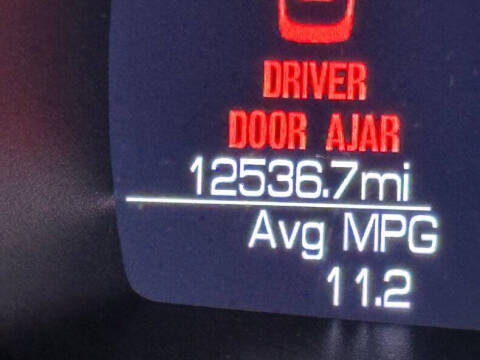 DRIVER
DOOR AJAR
12536.7mi
Avg MPG
11.2